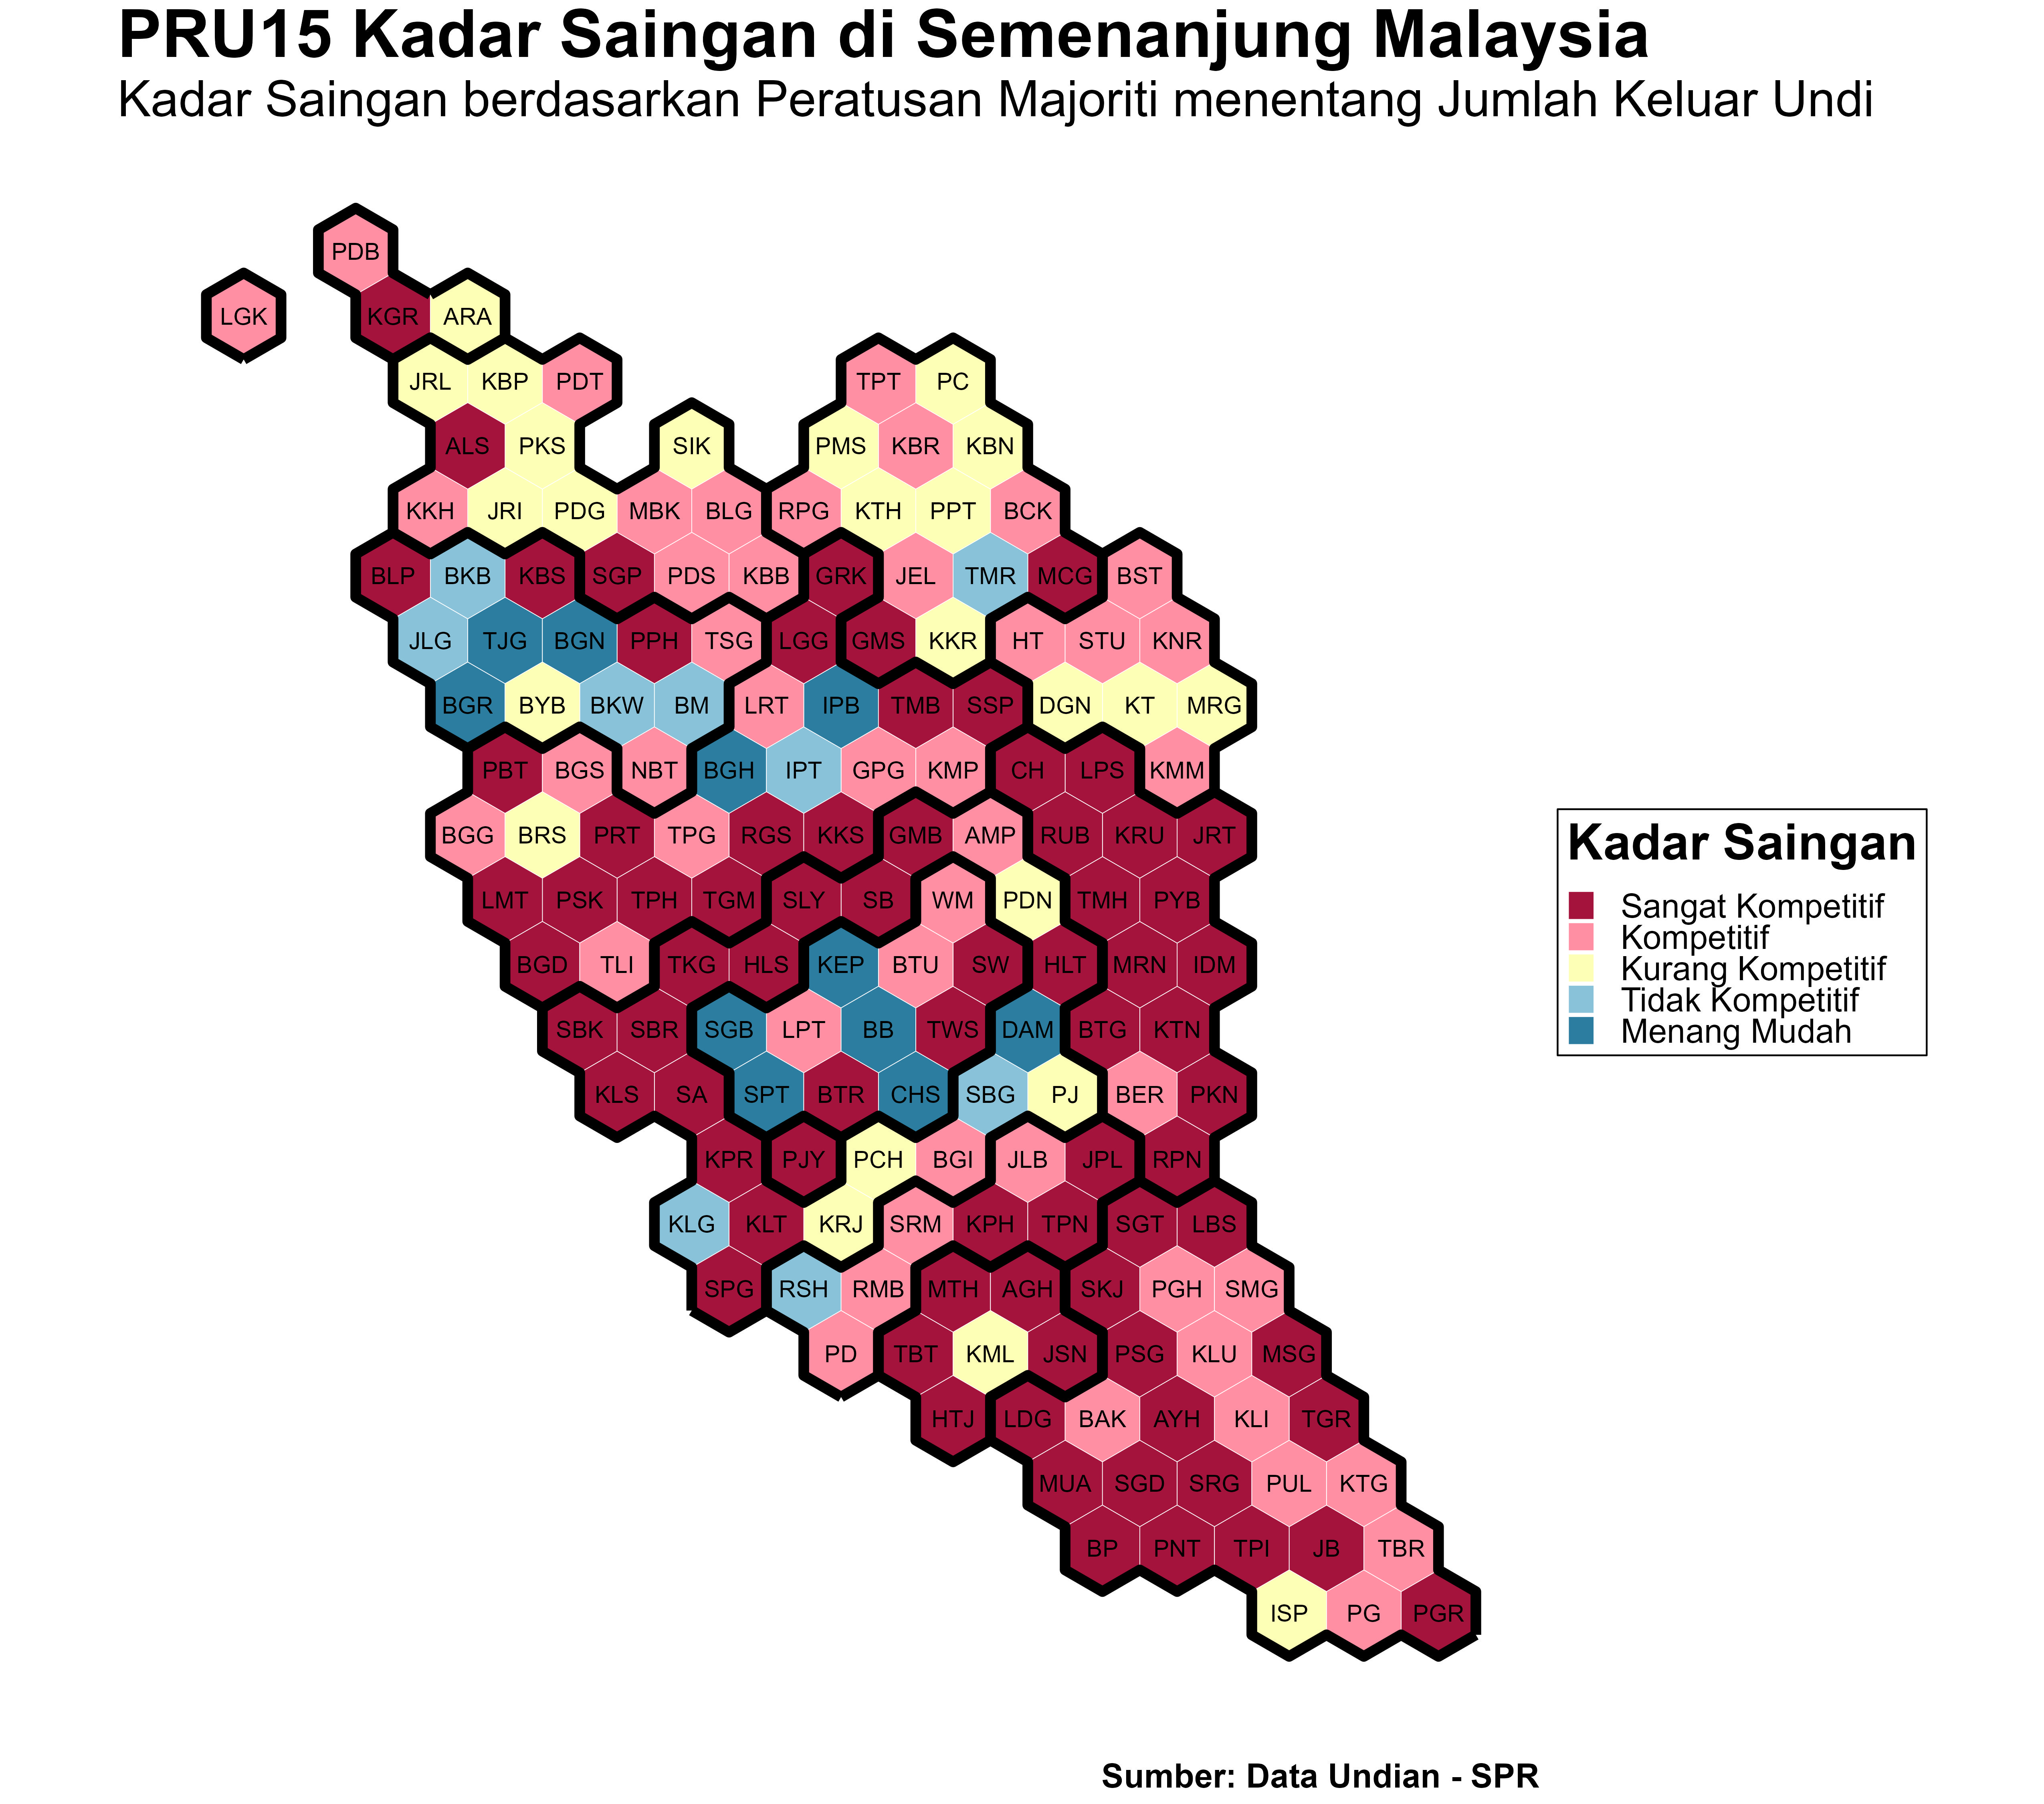 PRU15 Kadar Saingan di Semenanjung Malaysia
Kadar Saingan berdasarkan Peratusan Majoriti menentang Jumlah Keluar Undi
PDB
LGK KGR ARA
JRL KBP PDT TPT PC
ALS PKS SIK PMS KBR KBN
KKH JRI PDG MBK BLG RPG KTH PPT BCK
BLP BKB KBS SGP PDS KBB GRK JEL TMR MCG BST
JLG TJG BGN PPH TSG LGG GMS KKR HT STU KNR
BGR BYB BKW BM LRT IPB TMB SSP DGN KT MRG
PBT BGS NBT BGH IPT GPG KMP CH LPS KMM
BGG BRS PRT TPG RGS KKS GMB AMP RUB KRU JRT
LMT PSK TPH TGM SLY SB WM PDN TMH PYB
BGD TLI TKG HLS KEP BTU SW HLT MRN IDM
SBK SBR SGB LPT BB TWS DAM BTG KTN
KLS SA SPT BTR CHS SBG PJ BER PKN
KPR PJY PCH BGI JLB JPL RPN
KLG KLT KRJ SRM KPH TPN SGT LBS
SPG RSH RMB MTH AGH SKJ PGH SMG
PD TBT KML JSN PSG KLU MSG
HTJ LDG BAK AYH KLI TGR
MUA SGD SRG PUL KTG
BP PNT TPI JB TBR
ISP PG PGR
Kadar Saingan
Sangat Kompetitif
Kompetitif
Kurang Kompetitif
Tidak Kompetitif
Menang Mudah
Sumber: Data Undian - SPR